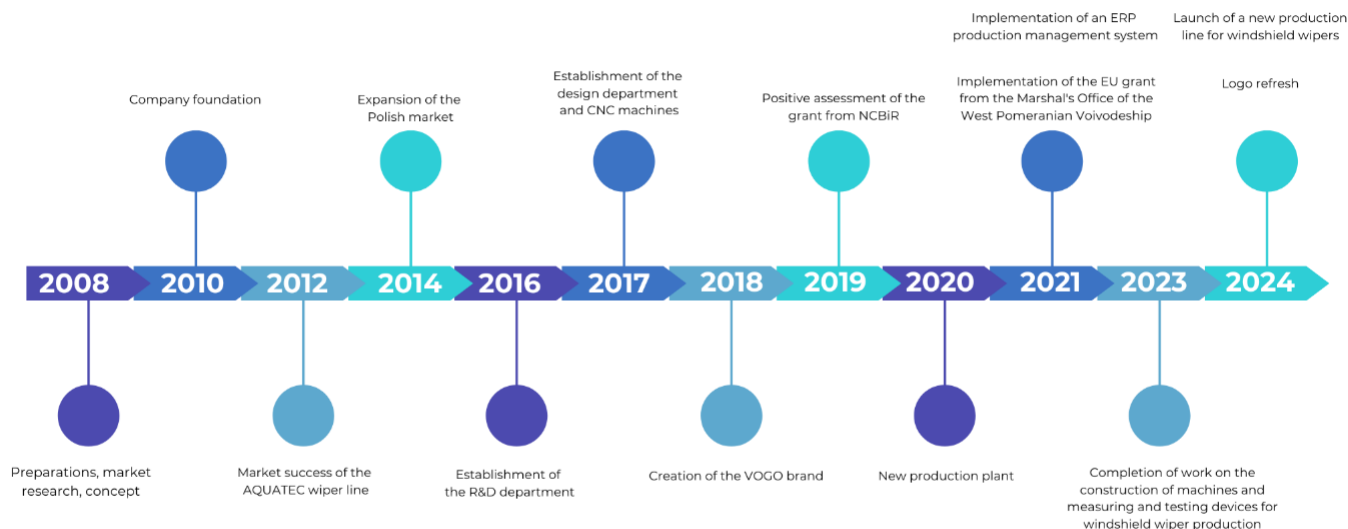 Implementation of an ERP
production management system
Launch of a new production
line for windshield wipers
Company foundation
Expansion of the
Polish market
Establishment of the
design department
and CNC machines
Positive assessment of the
grant from NCBiR
Implementation of the EU grant
from the Marshal's Office of the
West Pomeranian Voivodeship
Logo refresh
2008
2010
2012
2014
2016
2017
2018
2019
2020
2021
2023
2024
Preparations, market
research, concept
Market success of the
AQUATEC wiper line
Establishment of
the R&D department
Creation of the VOGO brand
New production plant
Completion of work on the
construction of machines and
measuring and testing devices for
windshield wiper production